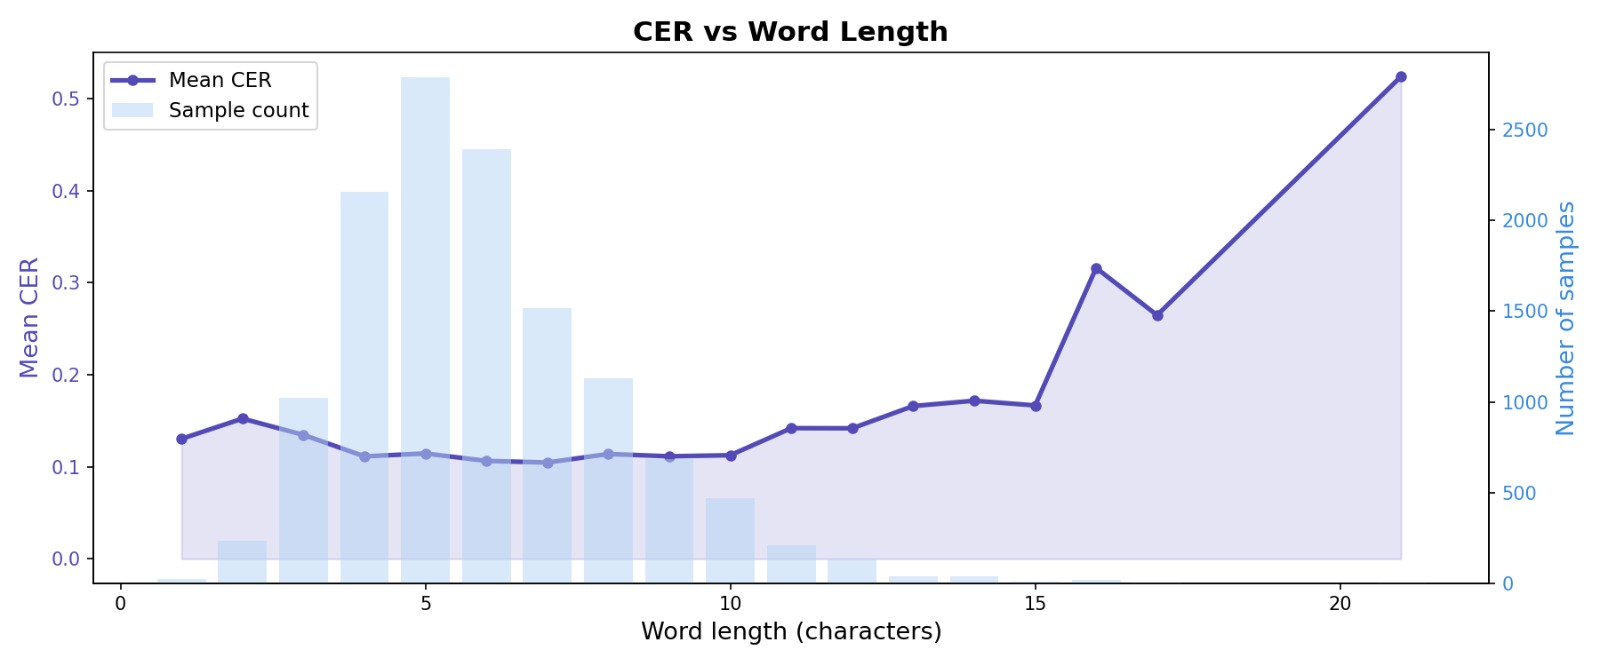 CER vs Word Length
Mean CER
Sample count
0.5
0.4
0.3
0.2
0.1
0.0
Mean CER
2500
2000
1500
1000
500
0
Number of samples
0 5 10 15 20
Word length (characters)